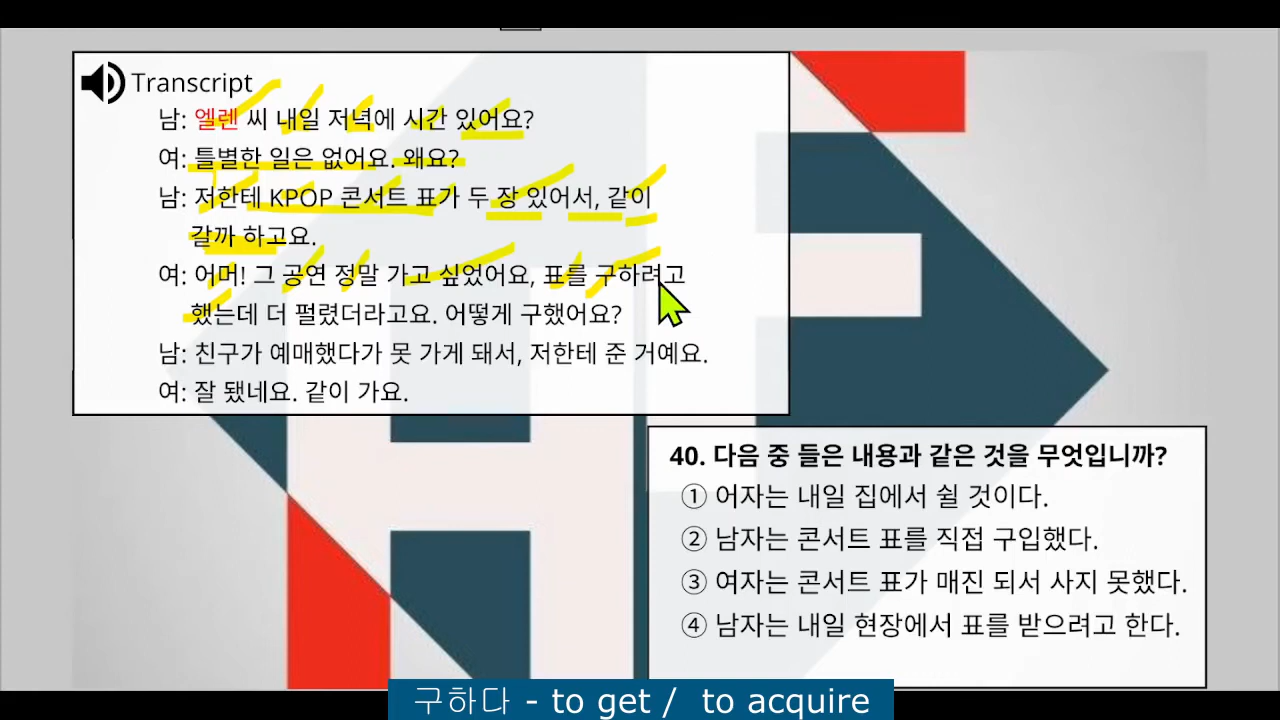 Transcript
남: 엘렌 씨 내일 저녁에 시간 있어요?
여: 틀별한 일은 없어요. 왜요?
남: 저한테 KPOP 콘서트 표가 두 장 있어서, 같이
갈까 하고요.
여: 어머! 그 공연 정말 가고 싶었어요, 표를 구하려고
했는데 더 펄렸더라고요. 어떻게 구했어요?
남: 친구가 예매했다가 못 가게 돼서, 저한테 준 거예요.
여: 잘 됐네요. 같이 가요.
40. 다음 중 들은 내용과 같은 것을 무엇입니까?
① 어자는 내일 집에서 쉴 것이다.
② 남자는 콘서트 표를 직접 구입했다.
③ 여자는 콘서트 표가 매진 되서 사지 못했다.
④ 남자는 내일 현장에서 표를 받으려고 한다.
구하다 - to get / to acquire